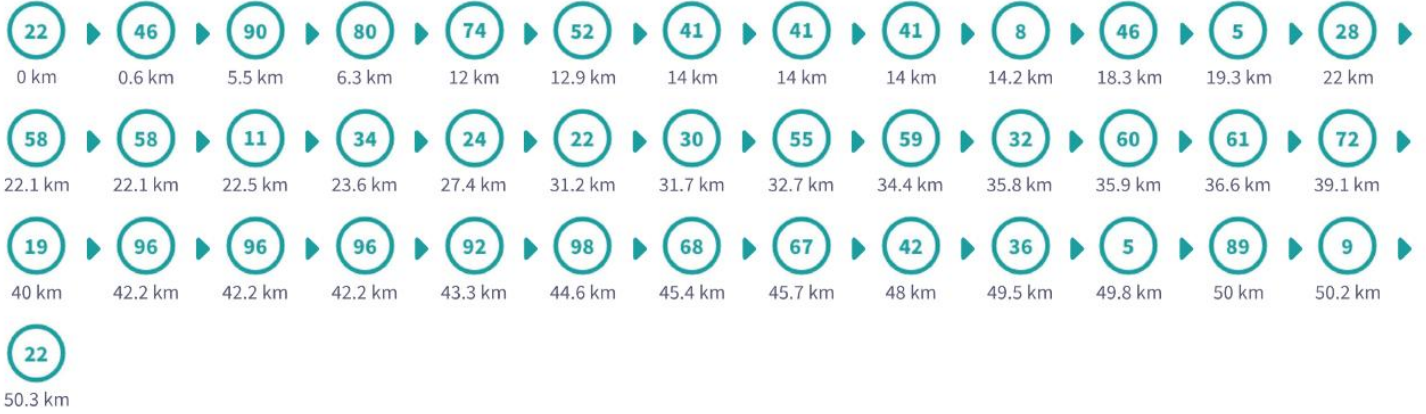 22 46 90 80 74 52 41 41 41 8 46 5 28
0 km 0.6 km 5.5 km 6.3 km 12 km 12.9 km 14 km 14 km 14 km 14.2 km 18.3 km 19.3 km 22 km
58 58 11 34 24 22 30 55 59 32 60 61 72
22.1 km 22.1 km 22.5 km 23.6 km 27.4 km 31.2 km 31.7 km 32.7 km 34.4 km 35.8 km 35.9 km 36.6 km 39.1 km
19 96 96 96 92 98 68 67 42 36 5 89 9
40 km 42.2 km 42.2 km 42.2 km 43.3 km 44.6 km 45.4 km 45.7 km 48 km 49.5 km 49.8 km 50 km 50.2 km
22
50.3 km